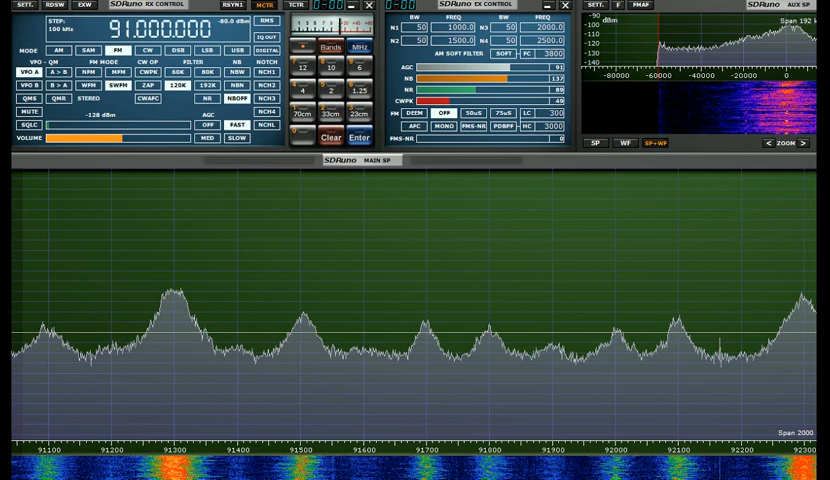 SETT. RDSW EXW SDRuno RX CONTROL RSYN1 MCTR TCTR 0-00
STEP: 100 kHz 91.000.000 -80.0 dBm RMS
IQ OUT
MODE AM SAM FM CW DSB LSB USB DIGITAL
VFO - QM FM MODE CW OP FILTER NB NOTCH
VFO A A > B NFM MFM CWPK 60K 80K NBW NCH1
VFO B B > A WFM SWFM ZAP 120K 192K NBN NCH2
QMS QMR STEREO CWAFC NR NBOFF NCH3
MUTE -128 dBm AGC NCH4
SQLC OFF FAST NCHL
VOLUME MED SLOW
Bands MHz
12 10 6
4 2 1.25
70cm 33cm 23cm
Clear Enter
0-00 SDRuno EX CONTROL
BW FREQ BW FREQ
N1 50 1000.0 N3 50 2000.0
N2 50 1500.0 N4 50 2500.0
AM SOFT FILTER SOFT FC 3800
AGC 91
NB 137
NR 89
CWPK 49
FM DEEM OFF 50uS 75uS LC 300
AFC MONO FMS-NR PDBPF HC 3000
FMS-NR 0
SETT. F FMAF SDRuno AUX SP
-90 dBm Span 192 k
-110
-120
-130
-140
-80000 -60000 -40000 -20000 0
SP WF SP+WF < ZOOM >
SDRuno MAIN SP
Span 2000
91100 91200 91300 91400 91500 91600 91700 91800 91900 92000 92100 92200 92300